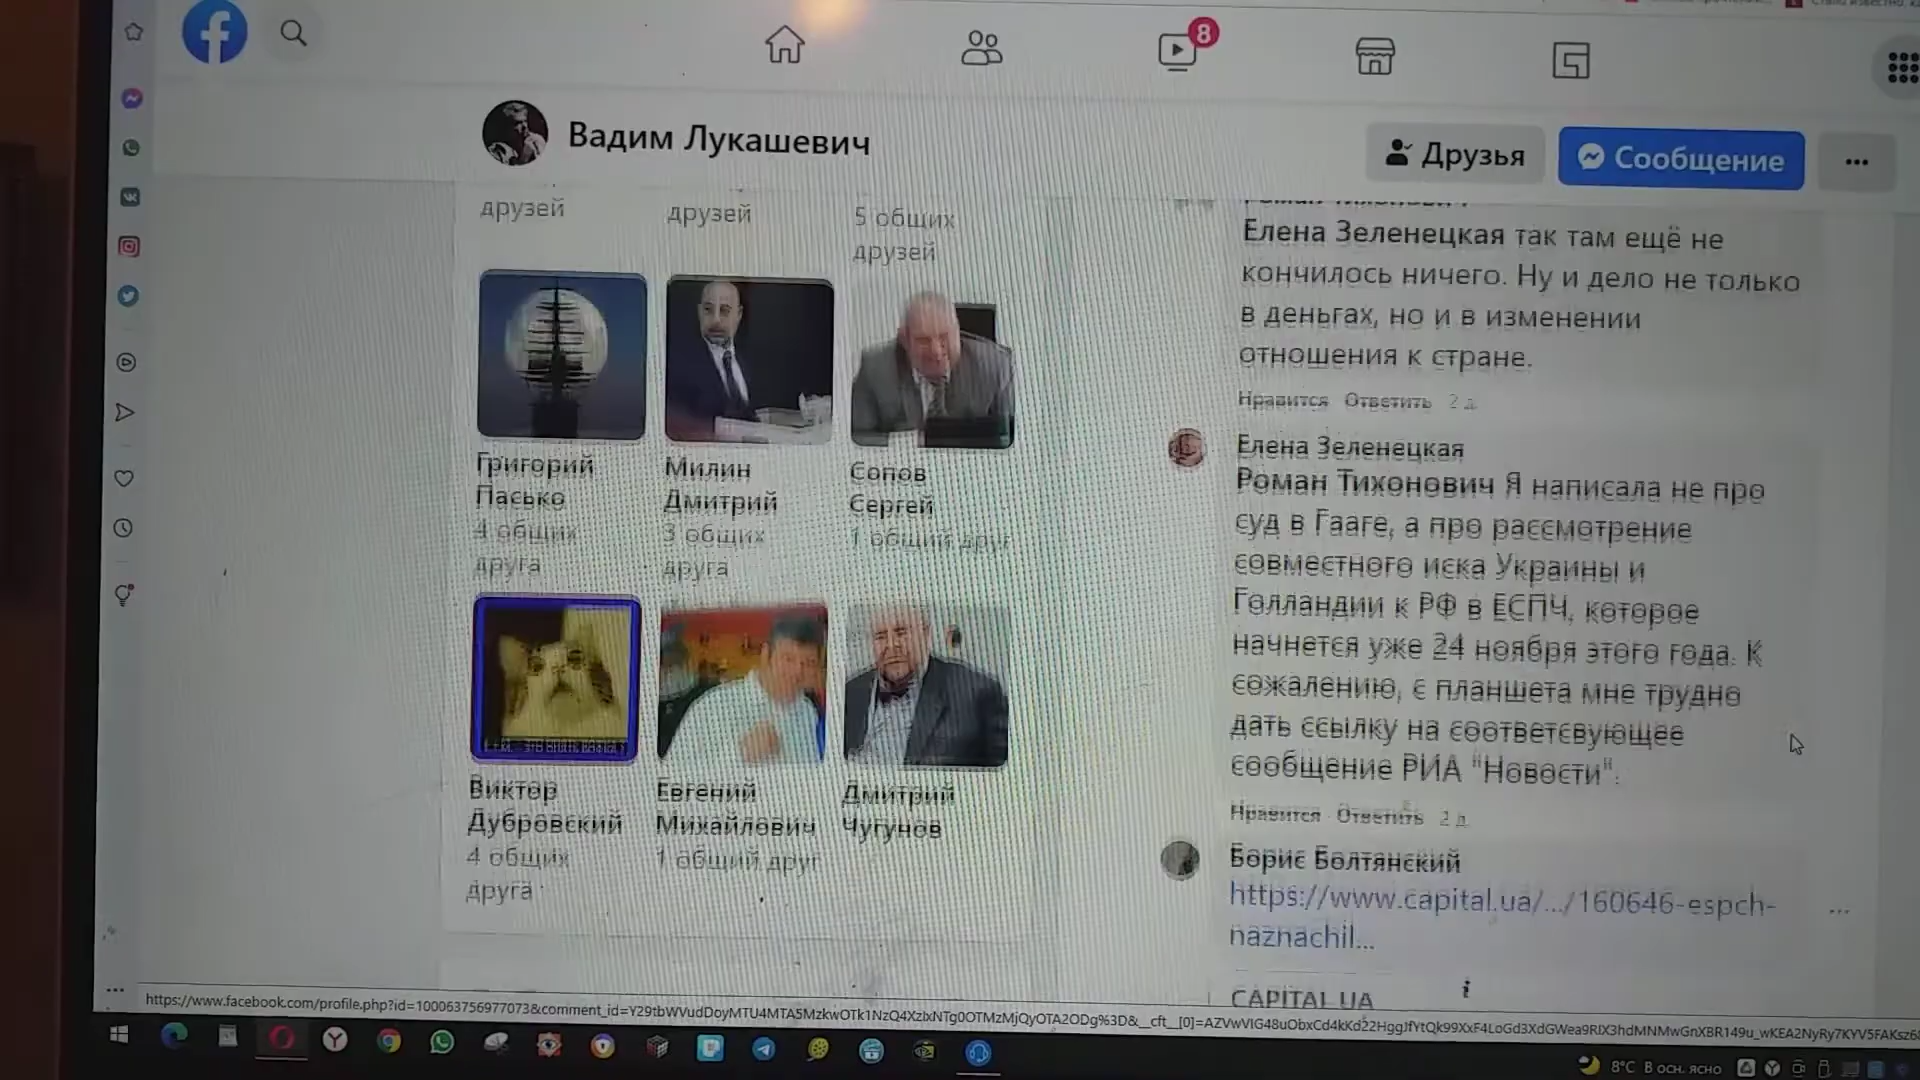 8
Вадим Лукашевич
Друзья
Сообщение
друзей
друзей
5 общих
друзей
Григорий
Пасько
4 общих
друга
Милин
Дмитрий
3 общих
друга
Сопов
Сергей
1 общий друг
Виктор
Дубровский
4 общих
друга
Евгений
Михайлович
1 общий друг
Дмитрий
Чугунов
Елена Зеленецкая так там ещё не
кончилось ничего. Ну и дело не только
в деньгах, но и в изменении
отношения к стране.
Нравится Ответить 2 д
Елена Зеленецкая
Роман Тихонович Я написала не про
суд в Гааге, а про рассмотрение
совместного иска Украины и
Голландии к РФ в ЕСПЧ, которое
начнется уже 24 ноября этого года. К
сожалению, с планшета мне трудно
дать ссылку на соответсвующее
сообщение РИА "Новости".
Нравится · Ответить 2 д
Борис Болтянский
https://www.capital.ua/.../160646-espch-
naznachil...
CAPITAL.UA
8°C В осн. ясно